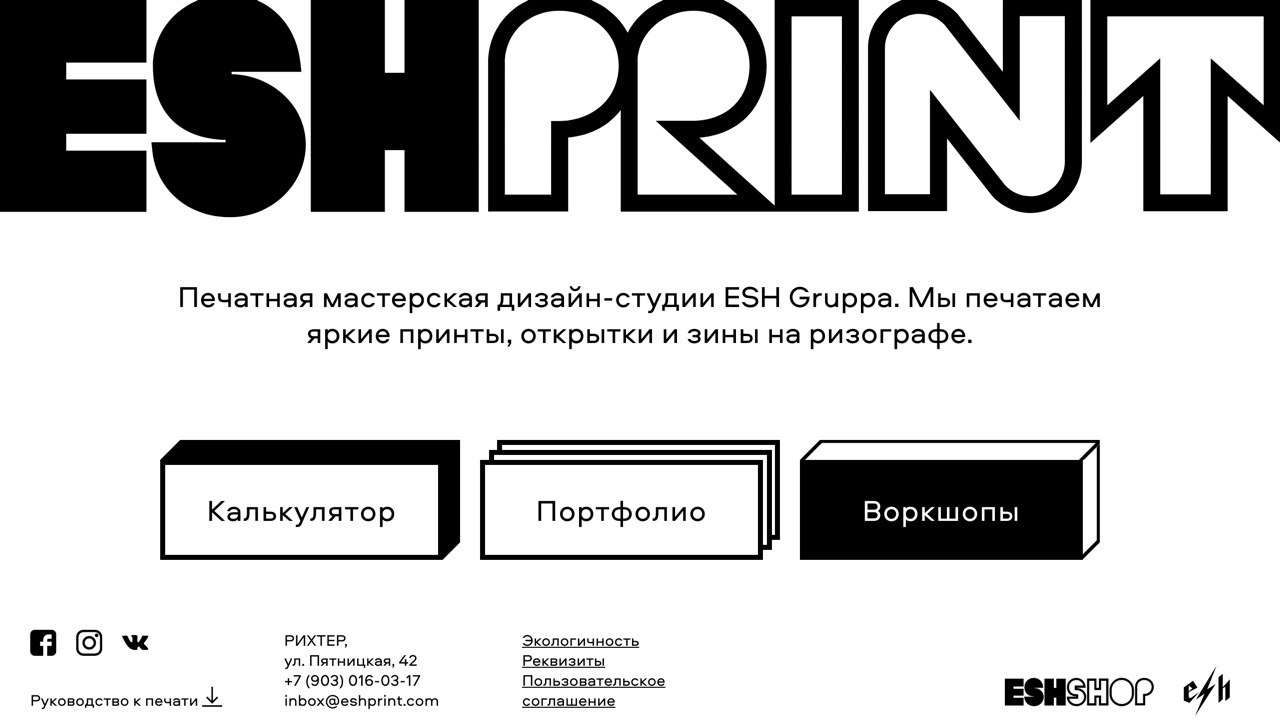 ESHPRINT
Печатная мастерская дизайн-студии ESH Gruppa. Мы печатаем
яркие принты, открытки и зины на ризографе.
Калькулятор
Портфолио
Воркшопы
Руководство к печати
РИХТЕР,
ул. Пятницкая, 42
+7 (903) 016-03-17
inbox@eshprint.com
Экологичность
Реквизиты
Пользовательское
соглашение
ESHSHOP
esh